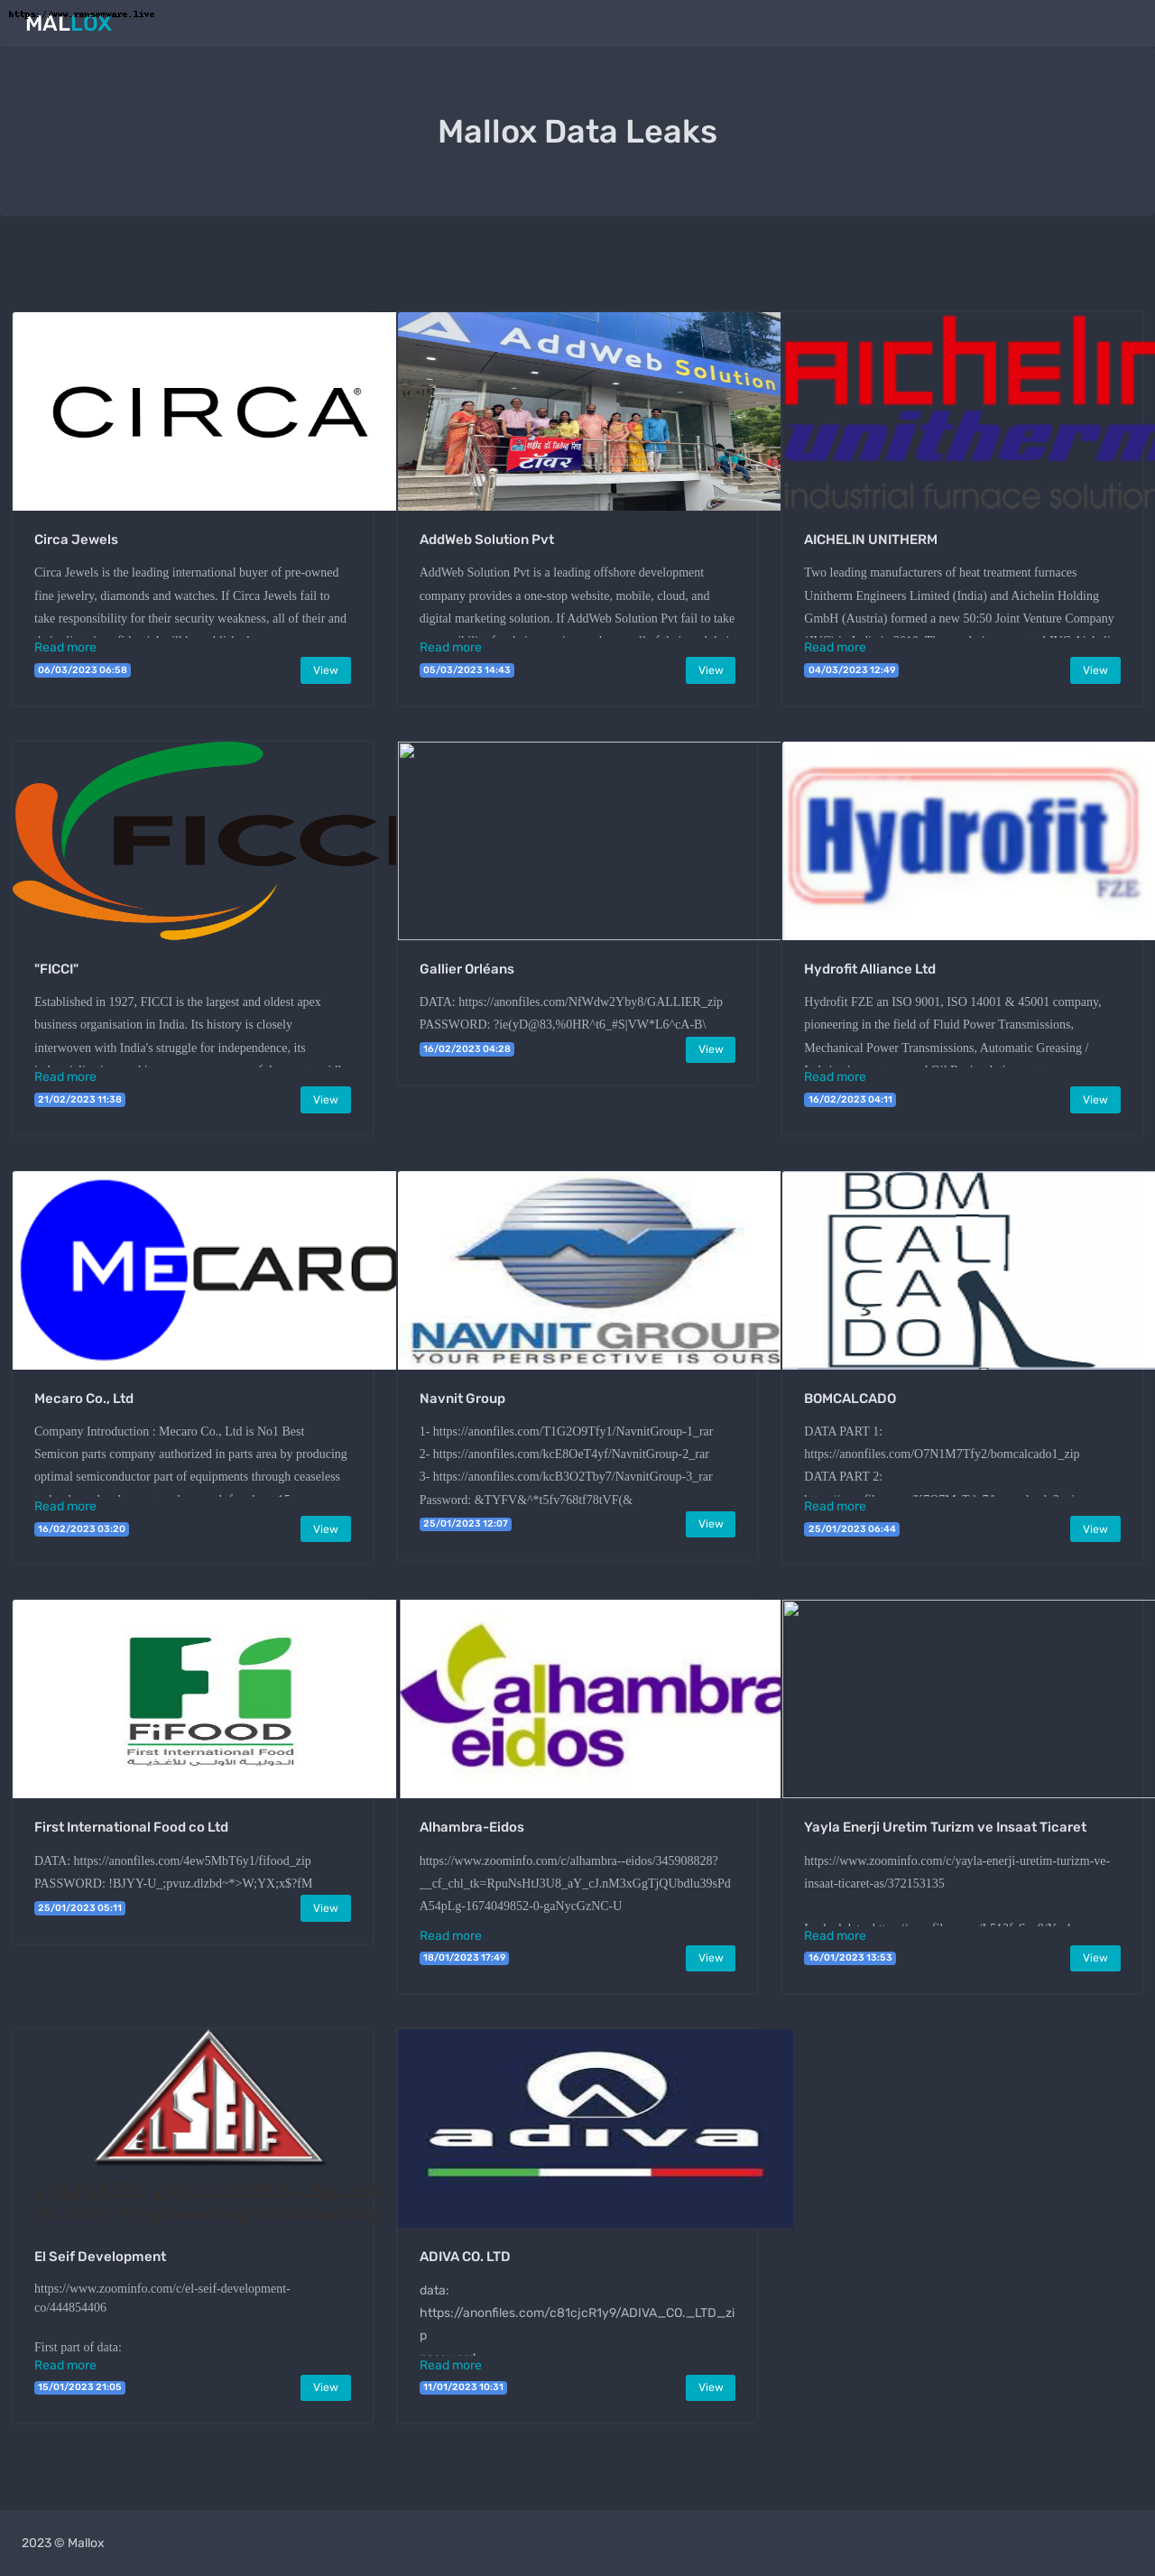 https://www.ransomware.live
MALLOX
Mallox Data Leaks
CIRCA®
AddWeb Solution
टॉवर
AICHELIN
unitherm
industrial furnace solution
Circa Jewels
Circa Jewels is the leading international buyer of pre-owned
fine jewelry, diamonds and watches. If Circa Jewels fail to
take responsibility for their security weakness, all of their and
Read more
06/03/2023 06:58
View
AddWeb Solution Pvt
AddWeb Solution Pvt is a leading offshore development
company provides a one-stop website, mobile, cloud, and
digital marketing solution. If AddWeb Solution Pvt fail to take
Read more
05/03/2023 14:43
View
AICHELIN UNITHERM
Two leading manufacturers of heat treatment furnaces
Unitherm Engineers Limited (India) and Aichelin Holding
GmbH (Austria) formed a new 50:50 Joint Venture Company
Read more
04/03/2023 12:49
View
FICCI
Hydrofit
FZE
"FICCI"
Established in 1927, FICCI is the largest and oldest apex
business organisation in India. Its history is closely
interwoven with India's struggle for independence, its
Read more
21/02/2023 11:38
View
Gallier Orléans
DATA: https://anonfiles.com/NfWdw2Yby8/GALLIER_zip
PASSWORD: ?ie(yD@83,%0HR^t6_#S|VW*L6^cA-B\
16/02/2023 04:28
View
Hydrofit Alliance Ltd
Hydrofit FZE an ISO 9001, ISO 14001 & 45001 company,
pioneering in the field of Fluid Power Transmissions,
Mechanical Power Transmissions, Automatic Greasing /
Read more
16/02/2023 04:11
View
MECARO
NAVNIT GROUP
YOUR PERSPECTIVE IS OURS
BOM
CAL
ÇA
DO
Mecaro Co., Ltd
Company Introduction : Mecaro Co., Ltd is No1 Best
Semicon parts company authorized in parts area by producing
optimal semiconductor part of equipments through ceaseless
Read more
16/02/2023 03:20
View
Navnit Group
1- https://anonfiles.com/T1G2O9Tfy1/NavnitGroup-1_rar
2- https://anonfiles.com/kcE8OeT4yf/NavnitGroup-2_rar
3- https://anonfiles.com/kcB3O2Tby7/NavnitGroup-3_rar
Password: &TYFV&^*t5fv768tf78tVF(&
25/01/2023 12:07
View
BOMCALCADO
DATA PART 1:
https://anonfiles.com/O7N1M7Tfy2/bomcalcado1_zip
DATA PART 2:
Read more
25/01/2023 06:44
View
Fi
FiFOOD
First International Food
الدولية الأولى للأغذية
alhambra
eidos
First International Food co Ltd
DATA: https://anonfiles.com/4ew5MbT6y1/fifood_zip
PASSWORD: !BJYY-U_;pvuz.dlzbd~*>W;YX;x$?fM
25/01/2023 05:11
View
Alhambra-Eidos
https://www.zoominfo.com/c/alhambra--eidos/345908828?
__cf_chl_tk=RpuNsHtJ3U8_aY_cJ.nM3xGgTjQUbdlu39sPd
A54pLg-1674049852-0-gaNycGzNC-U
Read more
18/01/2023 17:49
View
Yayla Enerji Uretim Turizm ve Insaat Ticaret
https://www.zoominfo.com/c/yayla-enerji-uretim-turizm-ve-
insaat-ticaret-as/372153135
Read more
16/01/2023 13:53
View
EL SEIF
adiva
El Seif Development
https://www.zoominfo.com/c/el-seif-development-
co/444854406
First part of data:
Read more
15/01/2023 21:05
View
ADIVA CO. LTD
data:
https://anonfiles.com/c81cjcR1y9/ADIVA_CO._LTD_zi
p
Read more
11/01/2023 10:31
View
2023 © Mallox